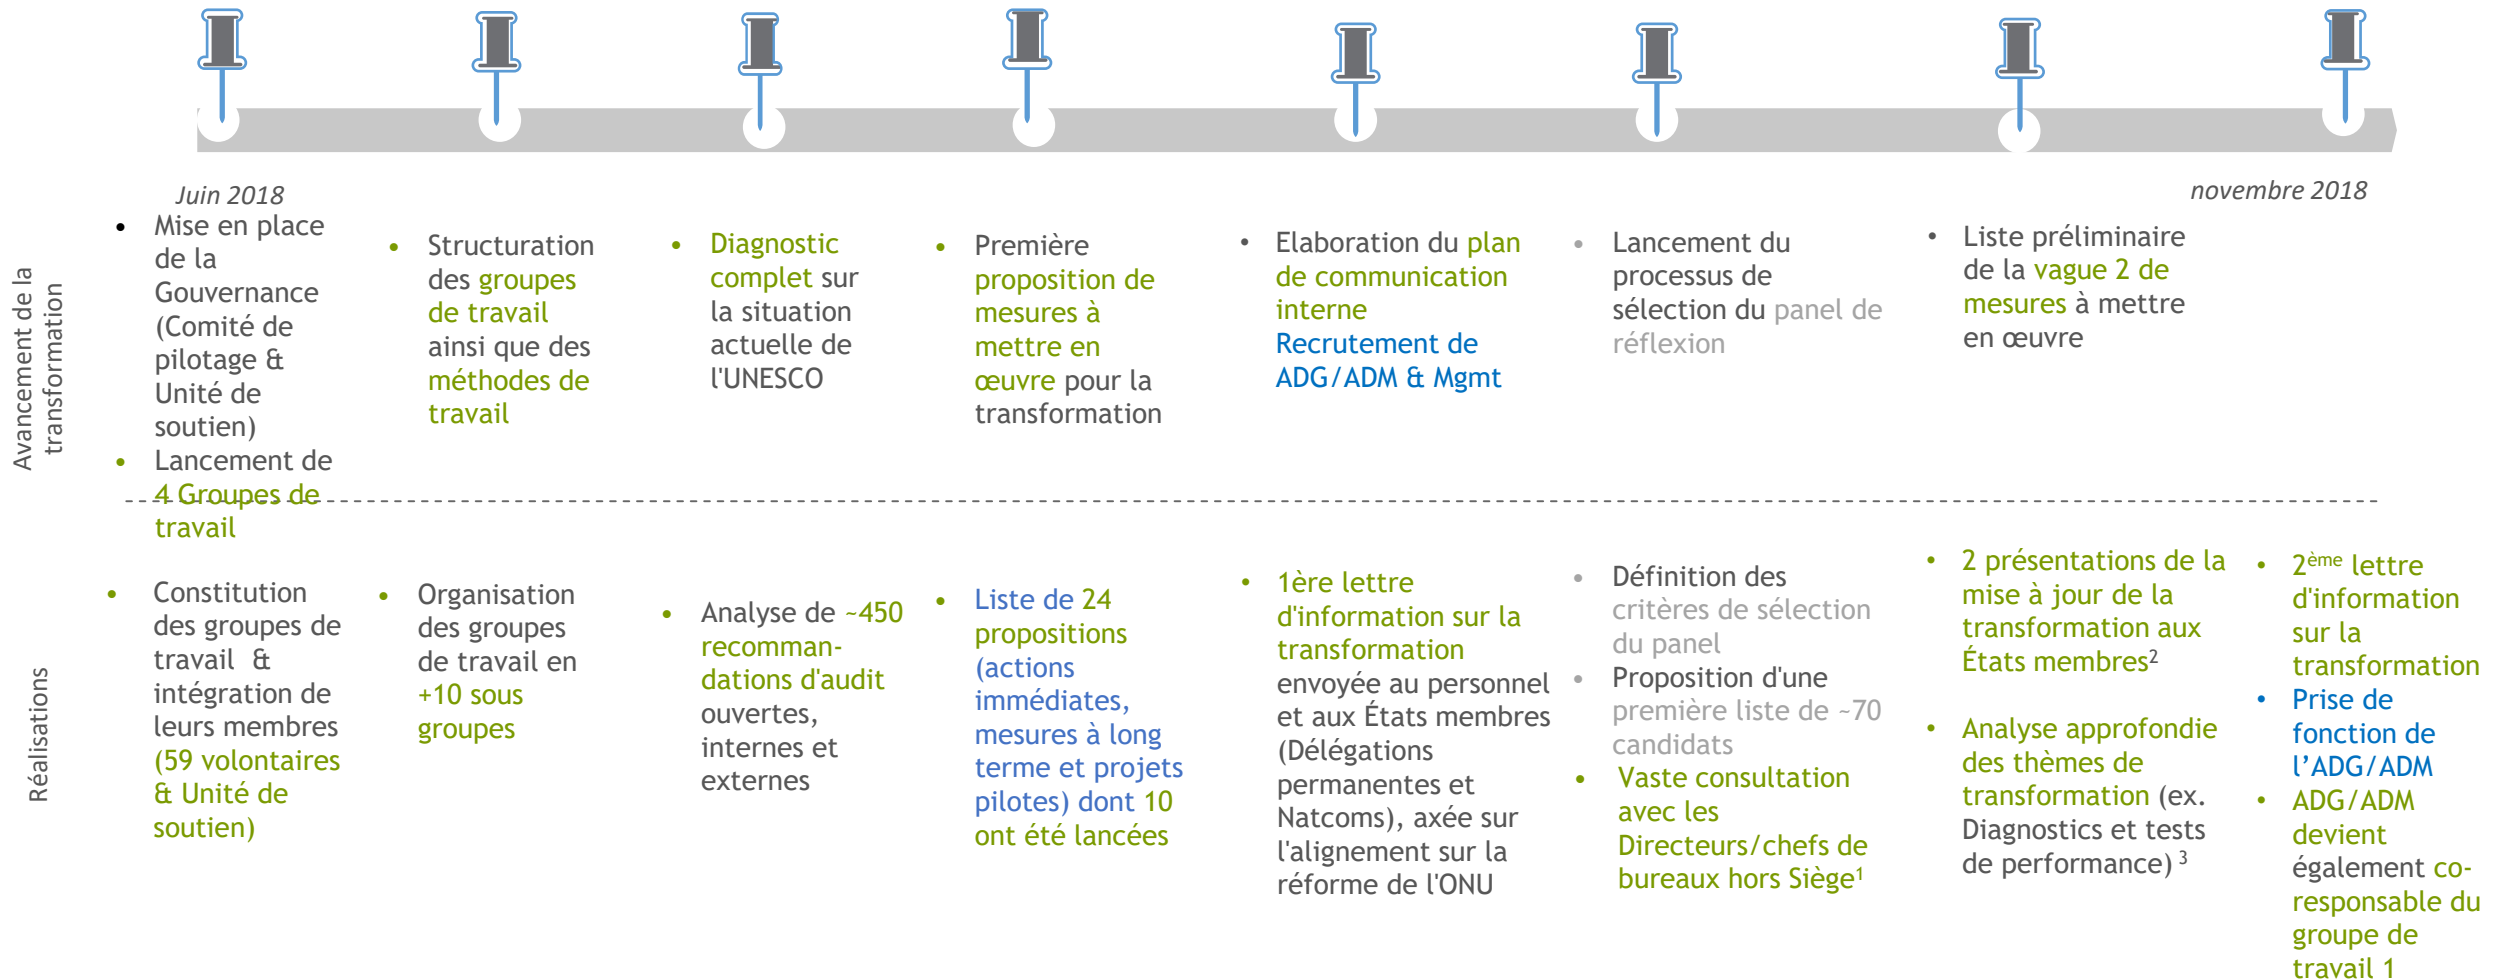 Juin 2018
novembre 2018
Avancement de la
transformation
• Mise en place
de la
Gouvernance
(Comité de
pilotage &
Unité de
soutien)
• Lancement de
4 Groupes de
travail
• Structuration
des groupes
de travail
ainsi que des
méthodes de
travail
• Diagnostic
complet sur
la situation
actuelle de
l'UNESCO
• Première
proposition de
mesures à
mettre en
œuvre pour la
transformation
• Elaboration du plan
de communication
interne
Recrutement de
ADG/ADM & Mgmt
• Lancement du
processus de
sélection du panel de
réflexion
• Liste préliminaire
de la vague 2 de
mesures à mettre
en œuvre
Réalisations
• Constitution
des groupes de
travail &
intégration de
leurs membres
(59 volontaires
& Unité de
soutien)
• Organisation
des groupes
de travail en
+10 sous
groupes
• Analyse de ~450
recomman-
dations d'audit
ouvertes,
internes et
externes
• Liste de 24
propositions
(actions
immédiates,
mesures à long
terme et projets
pilotes) dont 10
ont été lancées
• 1ère lettre
d'information sur la
transformation
envoyée au personnel
et aux États membres
(Délégations
permanentes et
Natcoms), axée sur
l'alignement sur la
réforme de l'ONU
• Définition des
critères de sélection
du panel
• Proposition d'une
première liste de ~70
candidats
• Vaste consultation
avec les
Directeurs/chefs de
bureaux hors Siège¹
• 2 présentations de la
mise à jour de la
transformation aux
États membres²
• Analyse approfondie
des thèmes de
transformation (ex.
Diagnostics et tests
de performance) ³
• 2ème lettre
d'information
sur la
transformation
• Prise de
fonction de
l’ADG/ADM
• ADG/ADM
devient
également co-
responsable du
groupe de
travail 1